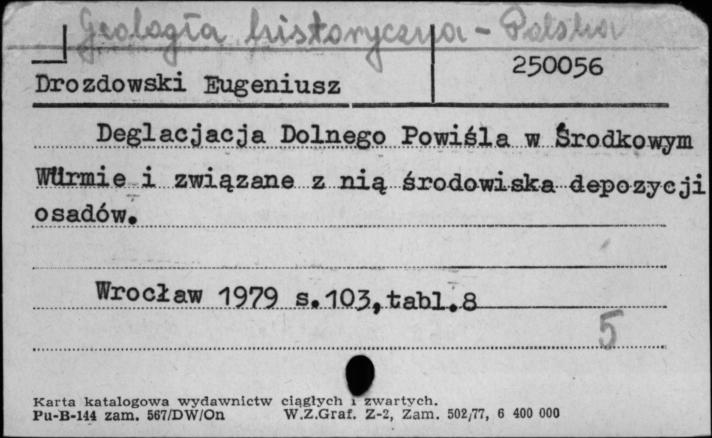 Geologia historyczna - Polska
250056
Drozdowski Eugeniusz
Deglacjacja Dolnego Powiśla w Środkowym
Würmie i związane z nią środowiska depozycji
osadów.
Wrocław 1979 s.103,tabl.8
5
Karta katalogowa wydawnictw ciągłych i zwartych.
Pu-B-144 zam. 567/DW/On W.Z.Graf. Z-2, Zam. 502/77, 6 400 000